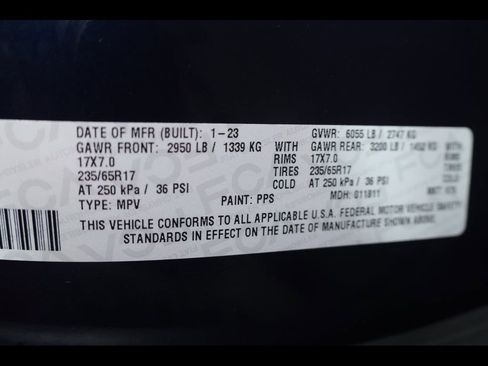 DATE OF MFR (BUILT): 1-23 GVWR: 6055 LB / 2747 KG
GAWR FRONT: 2950 LB / 1339 KG WITH GAWR REAR: 3200 LB / 1452 KG WITH
17X7.0 RIMS 17X7.0
235/65R17 TIRES 235/65R17
AT 250 kPa / 36 PSI COLD AT 250 kPa / 36 PSI
TYPE: MPV PAINT: PPS MDH: 011811
THIS VEHICLE CONFORMS TO ALL APPLICABLE U.S.A. FEDERAL MOTOR VEHICLE SAFETY
STANDARDS IN EFFECT ON THE DATE OF MANUFACTURE SHOWN ABOVE.